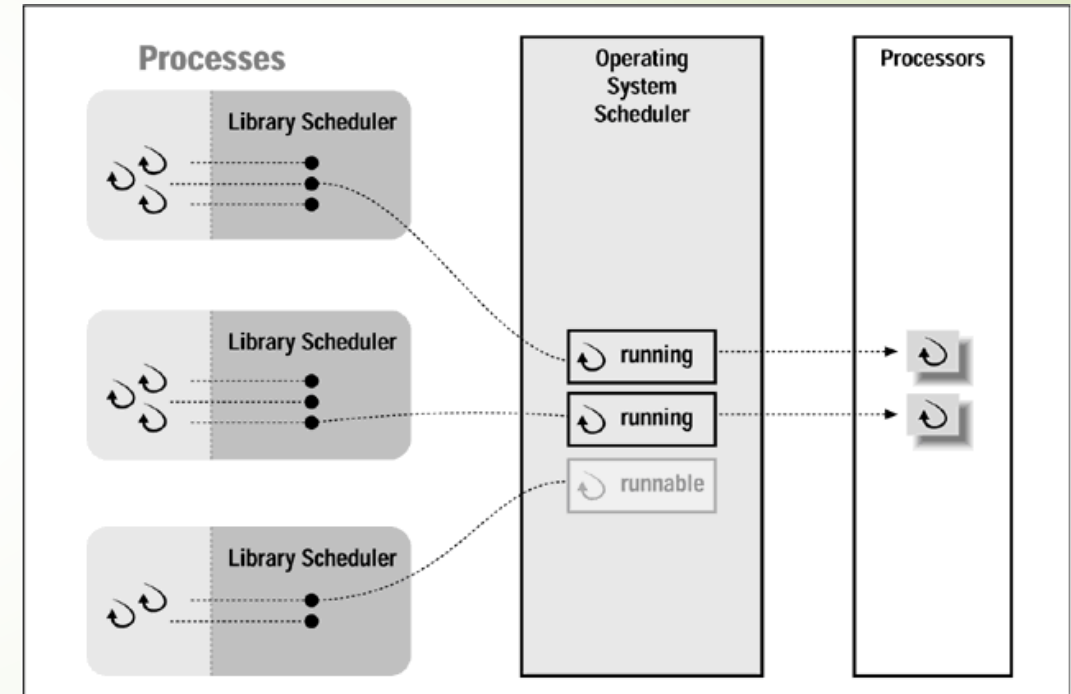 Processes
Library Scheduler
Library Scheduler
Library Scheduler
Operating
System
Scheduler
running
running
runnable
Processors